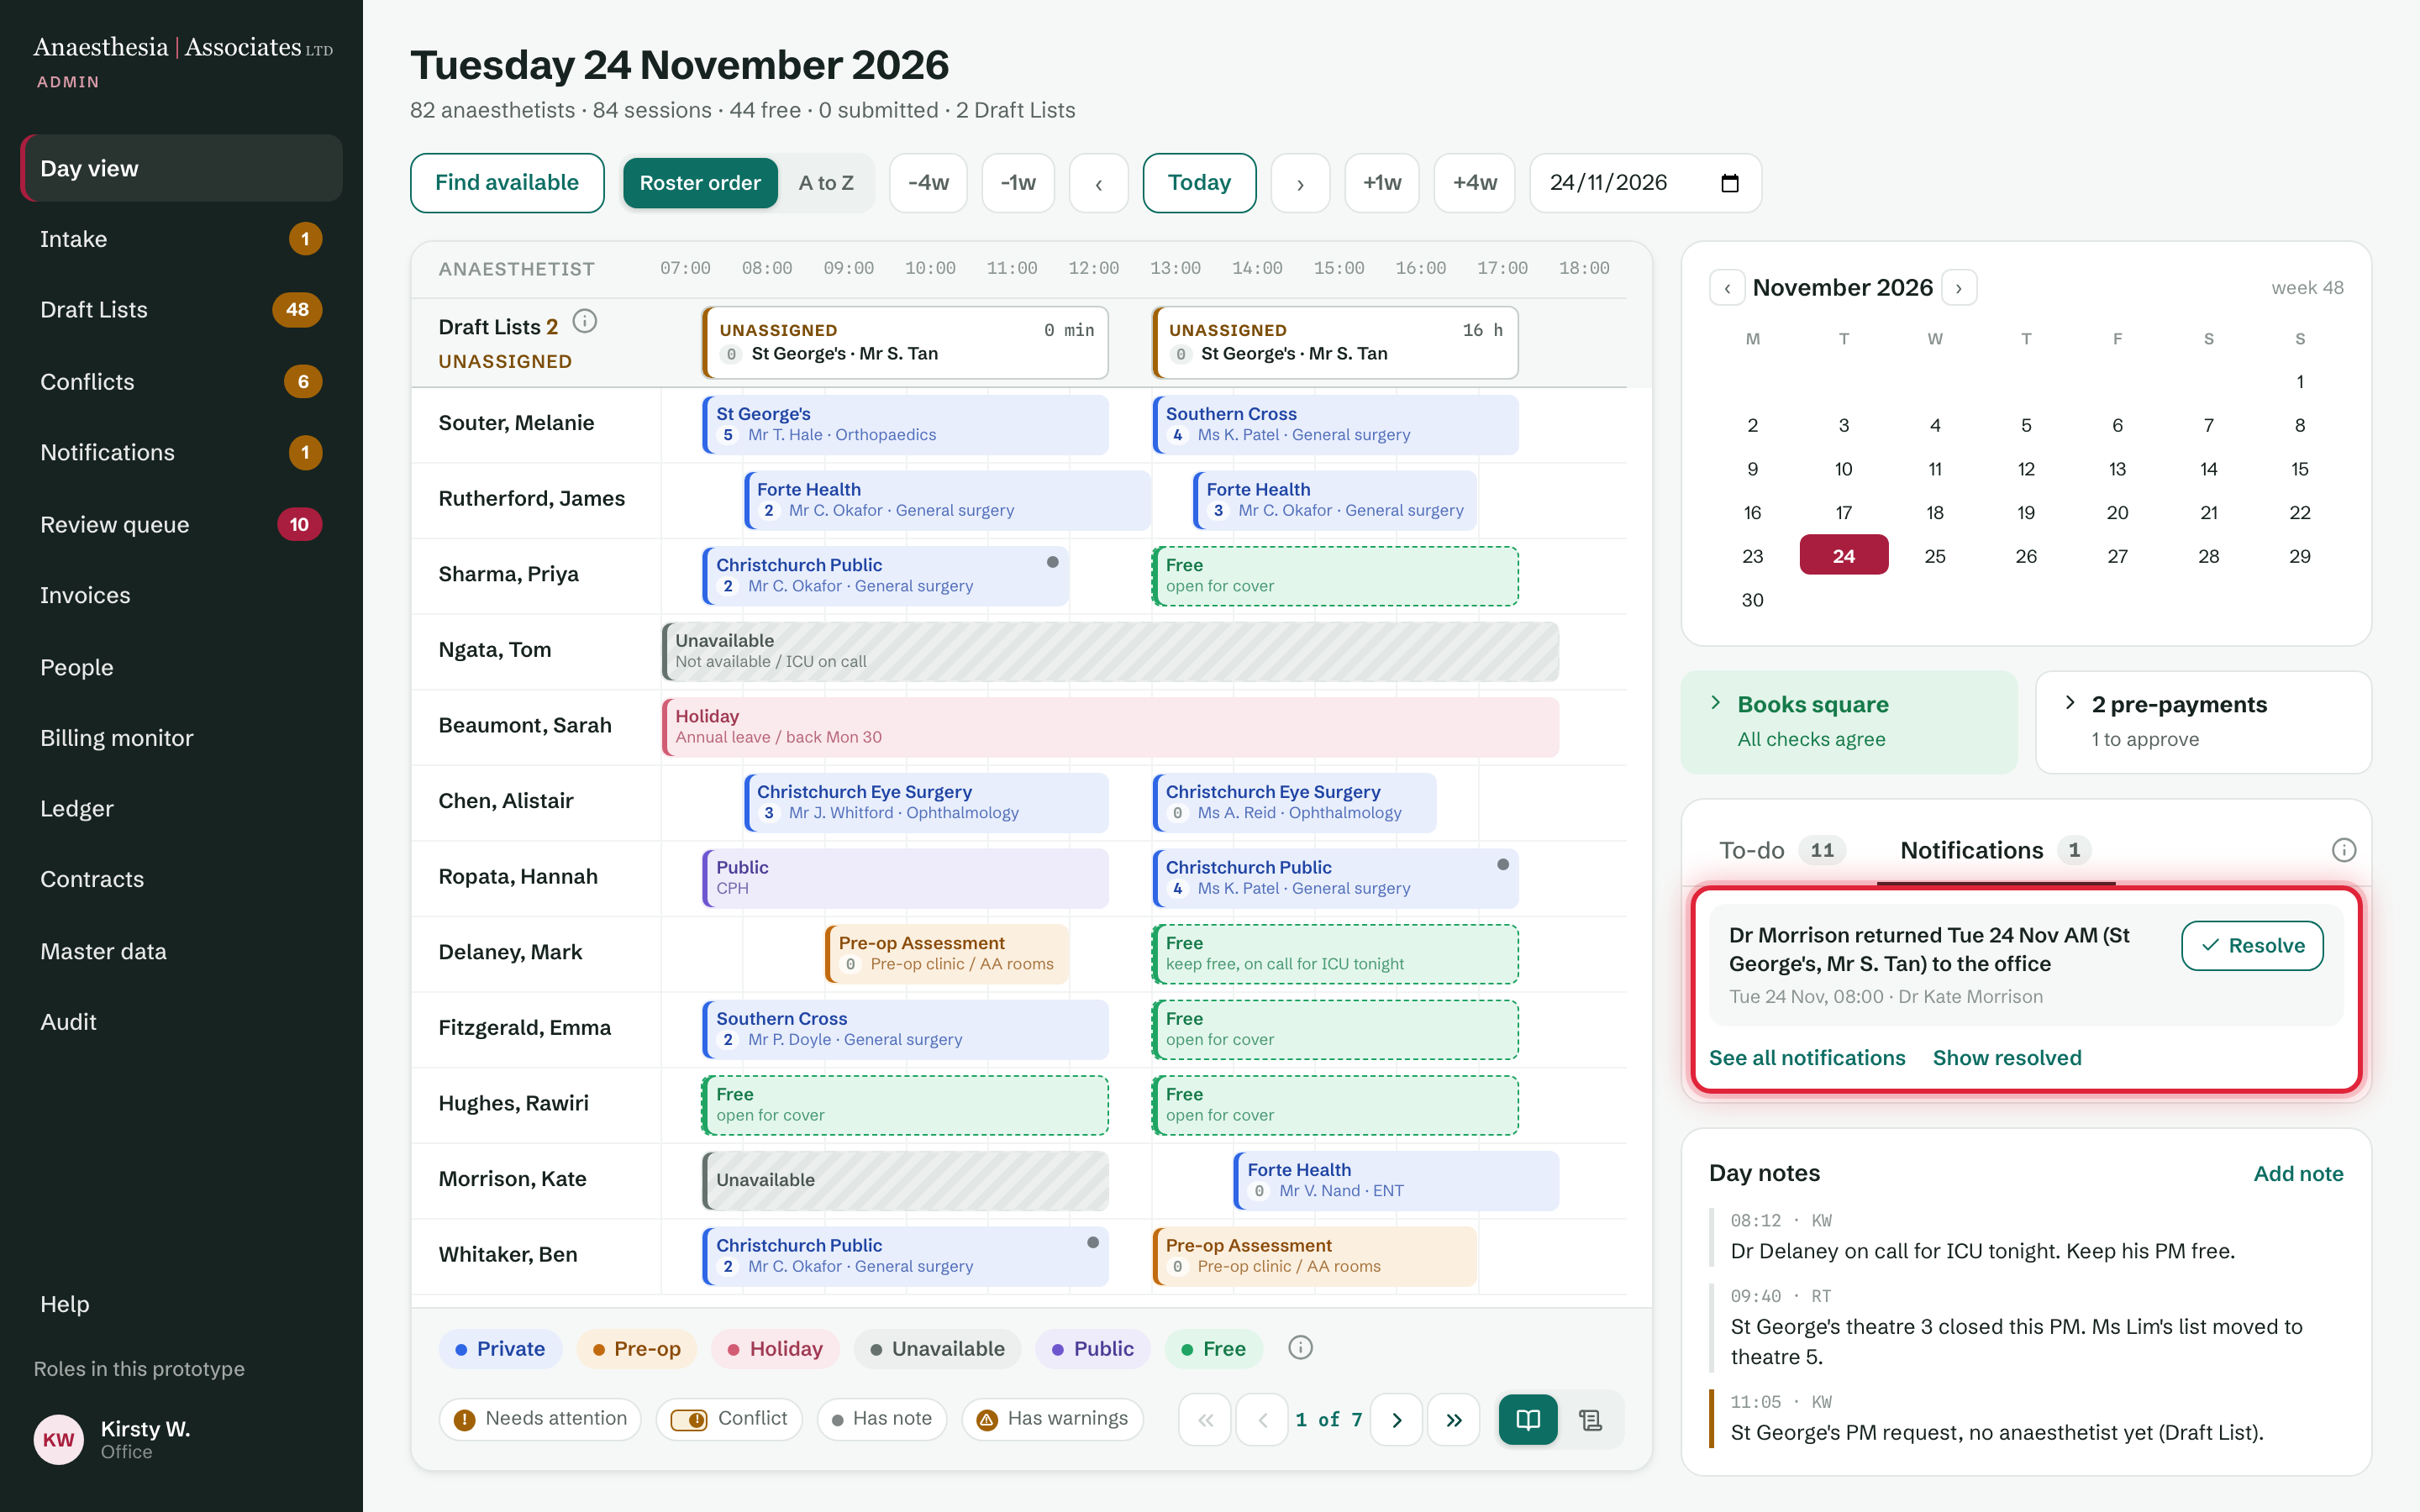 Anaesthesia | Associates LTD
ADMIN
Day view
Intake 1
Draft Lists 48
Conflicts 6
Notifications 1
Review queue 10
Invoices
People
Billing monitor
Ledger
Contracts
Master data
Audit
Help
Roles in this prototype
KW Kirsty W.
Office
Tuesday 24 November 2026
82 anaesthetists · 84 sessions · 44 free · 0 submitted · 2 Draft Lists
Find available Roster order A to Z -4w -1w ‹ Today › +1w +4w 24/11/2026
ANAESTHETIST 07:00 08:00 09:00 10:00 11:00 12:00 13:00 14:00 15:00 16:00 17:00 18:00
Draft Lists 2
UNASSIGNED
UNASSIGNED 0 min
0 St George's · Mr S. Tan
UNASSIGNED 16 h
0 St George's · Mr S. Tan
Souter, Melanie
St George's
5 Mr T. Hale · Orthopaedics
Southern Cross
4 Ms K. Patel · General surgery
Rutherford, James
Forte Health
2 Mr C. Okafor · General surgery
Forte Health
3 Mr C. Okafor · General surgery
Sharma, Priya
Christchurch Public
2 Mr C. Okafor · General surgery
Free
open for cover
Ngata, Tom
Unavailable
Not available / ICU on call
Beaumont, Sarah
Holiday
Annual leave / back Mon 30
Chen, Alistair
Christchurch Eye Surgery
3 Mr J. Whitford · Ophthalmology
Christchurch Eye Surgery
0 Ms A. Reid · Ophthalmology
Ropata, Hannah
Public
CPH
Christchurch Public
4 Ms K. Patel · General surgery
Delaney, Mark
Pre-op Assessment
0 Pre-op clinic / AA rooms
Free
keep free, on call for ICU tonight
Fitzgerald, Emma
Southern Cross
2 Mr P. Doyle · General surgery
Free
open for cover
Hughes, Rawiri
Free
open for cover
Free
open for cover
Morrison, Kate
Unavailable
Forte Health
0 Mr V. Nand · ENT
Whitaker, Ben
Christchurch Public
2 Mr C. Okafor · General surgery
Pre-op Assessment
0 Pre-op clinic / AA rooms
Private Pre-op Holiday Unavailable Public Free
Needs attention Conflict Has note Has warnings « ‹ 1 of 7 › »
‹ November 2026 › week 48
M T W T F S S
1
2 3 4 5 6 7 8
9 10 11 12 13 14 15
16 17 18 19 20 21 22
23 24 25 26 27 28 29
30
Books square
All checks agree
2 pre-payments
1 to approve
To-do 11 Notifications 1
Dr Morrison returned Tue 24 Nov AM (St
George's, Mr S. Tan) to the office
Tue 24 Nov, 08:00 · Dr Kate Morrison
Resolve
See all notifications Show resolved
Day notes Add note
08:12 · KW
Dr Delaney on call for ICU tonight. Keep his PM free.
09:40 · RT
St George's theatre 3 closed this PM. Ms Lim's list moved to
theatre 5.
11:05 · KW
St George's PM request, no anaesthetist yet (Draft List).